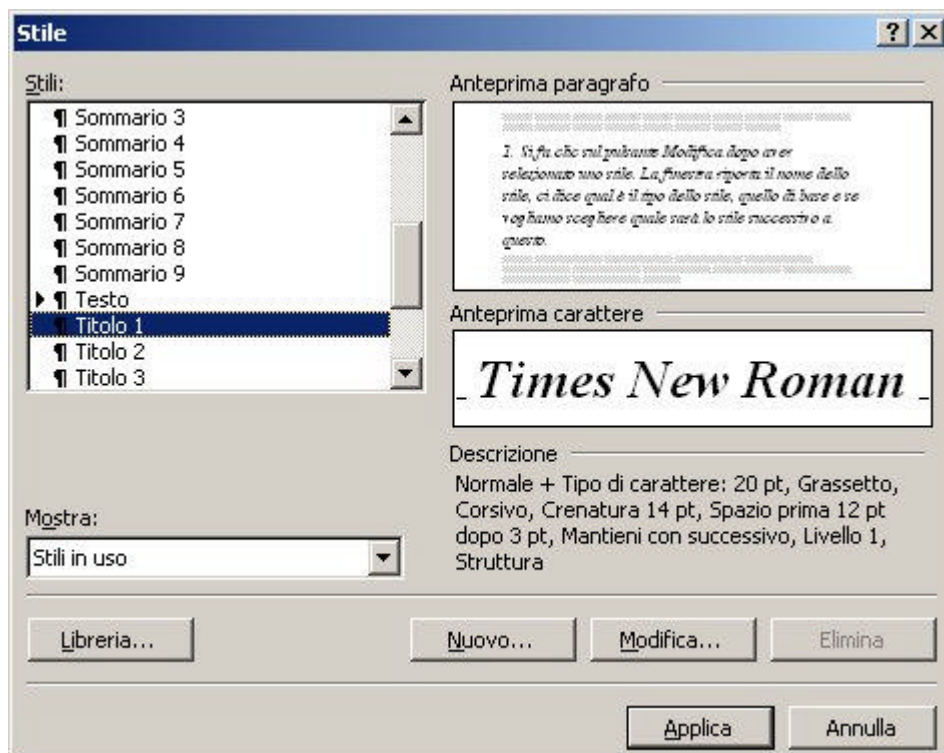 Stile
Stili:
¶ Sommario 3
¶ Sommario 4
¶ Sommario 5
¶ Sommario 6
¶ Sommario 7
¶ Sommario 8
¶ Sommario 9
¶ Testo
¶ Titolo 1
¶ Titolo 2
¶ Titolo 3
Mostra:
Stili in uso
Anteprima paragrafo
1. Si fa clic sul pulsante Modifica dopo aver
selezionato uno stile. La finestra riporta il nome dello
stile, ci dice qual è il tipo dello stile, quello di base e se
vogliamo scegliere quale sarà lo stile successivo a
questo.
Anteprima carattere
Times New Roman
Descrizione
Normale + Tipo di carattere: 20 pt, Grassetto,
Corsivo, Crenatura 14 pt, Spazio prima 12 pt
dopo 3 pt, Mantieni con successivo, Livello 1,
Struttura
Libreria... Nuovo... Modifica... Elimina
Applica Annulla